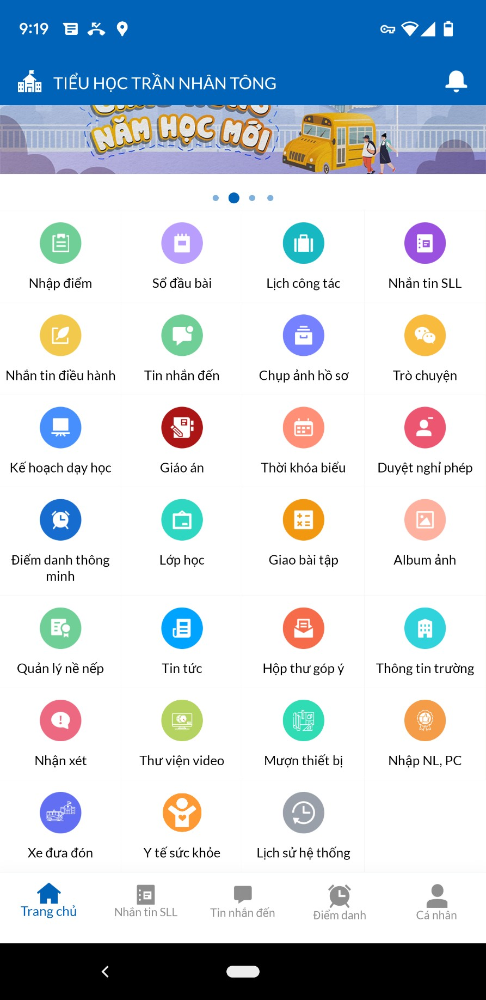 9:19
TIỂU HỌC TRẦN NHÂN TÔNG
NĂM HỌC MỚI
Nhập điểm
Sổ đầu bài
Lịch công tác
Nhắn tin SLL
Nhắn tin điều hành
Tin nhắn đến
Chụp ảnh hồ sơ
Trò chuyện
Kế hoạch dạy học
Giáo án
Thời khóa biểu
Duyệt nghỉ phép
Điểm danh thông
minh
Lớp học
Giao bài tập
Album ảnh
Quản lý nề nếp
Tin tức
Hộp thư góp ý
Thông tin trường
Nhận xét
Thư viện video
Mượn thiết bị
Nhập NL, PC
Xe đưa đón
Y tế sức khỏe
Lịch sử hệ thống
Trang chủ
Nhắn tin SLL
Tin nhắn đến
Điểm danh
Cá nhân